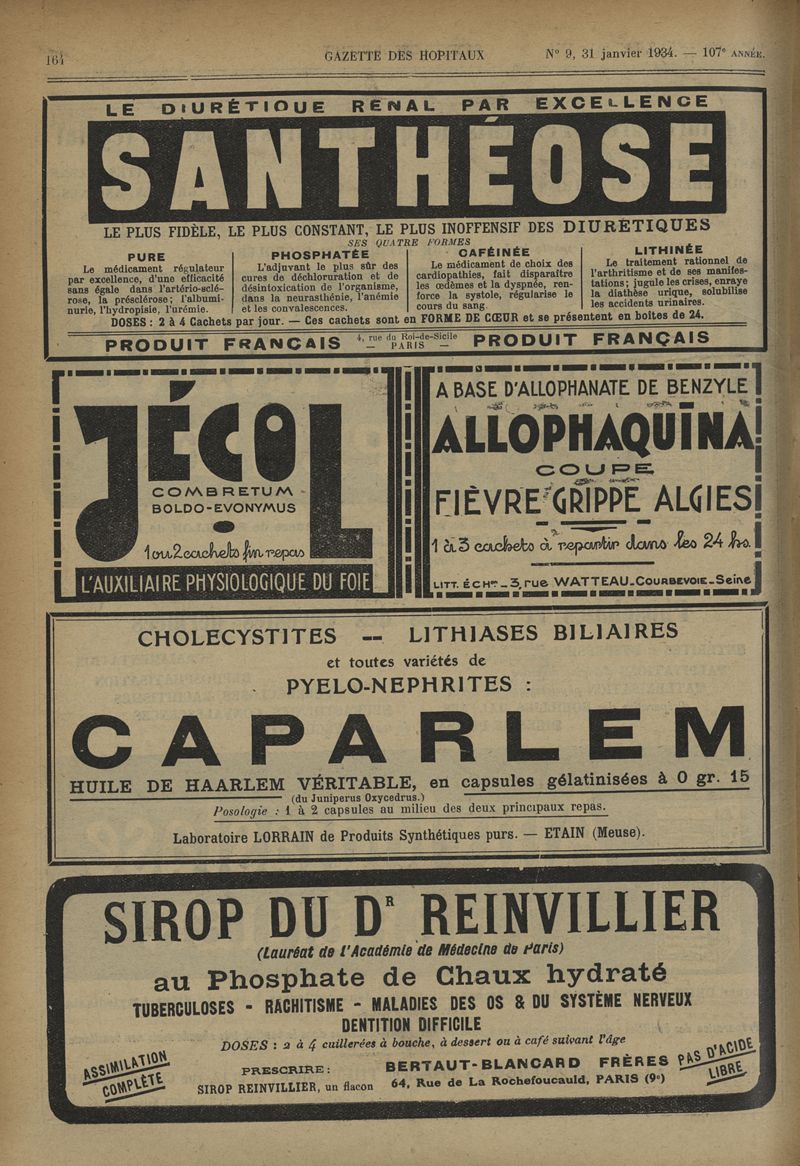 164
GAZETTE DES HOPITAUX
N° 9, 31 janvier 1934. — 107e ANNÉE.
LE DIURÉTIQUE RÉNAL PAR EXCELLENCE
SANTHÉOSE
LE PLUS FIDÈLE, LE PLUS CONSTANT, LE PLUS INOFFENSIF DES DIURÉTIQUES
SES QUATRE FORMES
PURE
Le médicament régulateur
par excellence, d'une efficacité
sans égale dans l'artério-sclé-
rose, la présclérose; l'albumi-
nurie, l'hydropisie, l'urémie.
PHOSPHATÉE
L'adjuvant le plus sûr des
cures de déchloruration et de
désintoxication de l'organisme,
dans la neurasthénie, l'anémie
et les convalescences.
CAFÉINÉE
Le médicament de choix des
cardiopathies, fait disparaître
les œdèmes et la dyspnée, ren-
force la systole, régularise le
cours du sang
LITHINÉE
Le traitement rationnel de
l'arthritisme et de ses manifes-
tations; jugule les crises, enraye
la diathèse urique, solubilise
les accidents urinaires.
DOSES : 2 à 4 Cachets par jour. — Ces cachets sont en FORME DE CŒUR et se présentent en boîtes de 24.
PRODUIT FRANÇAIS
4, rue du Roi-de-Sicile
— PARIS —
PRODUIT FRANÇAIS
JÉCOL
COMBRETUM
BOLDO-EVONYMUS
1 ou 2 cachets fin repas
L'AUXILIAIRE PHYSIOLOGIQUE DU FOIE
A BASE D'ALLOPHANATE DE BENZYLE
ALLOPHAQUINA
COUPE
FIÈVRE GRIPPE ALGIES
1 à 3 cachets à repartir dans les 24 hs.
LITT. ÉCHons _ 3, rue WATTEAU_COURBEVOIE_Seine
CHOLECYSTITES — LITHIASES BILIAIRES
et toutes variétés de
PYELO-NEPHRITES :
CAPARLEM
HUILE DE HAARLEM VÉRITABLE, en capsules gélatinisées à 0 gr. 15
(du Juniperus Oxycedrus.)
Posologie : 1 à 2 capsules au milieu des deux principaux repas.
Laboratoire LORRAIN de Produits Synthétiques purs. — ETAIN (Meuse).
SIROP DU DR REINVILLIER
(Lauréat de l'Académie de Médecine de Paris)
au Phosphate de Chaux hydraté
TUBERCULOSES - RACHITISME - MALADIES DES OS & DU SYSTÈME NERVEUX
DENTITION DIFFICILE
DOSES : 2 à 4 cuillerées à bouche, à dessert ou à café suivant l'âge
ASSIMILATION
COMPLÈTE
PRESCRIRE :
SIROP REINVILLIER, un flacon
BERTAUT-BLANCARD FRÈRES
64, Rue de La Rochefoucauld, PARIS (9e)
PAS D'ACIDE
LIBRE